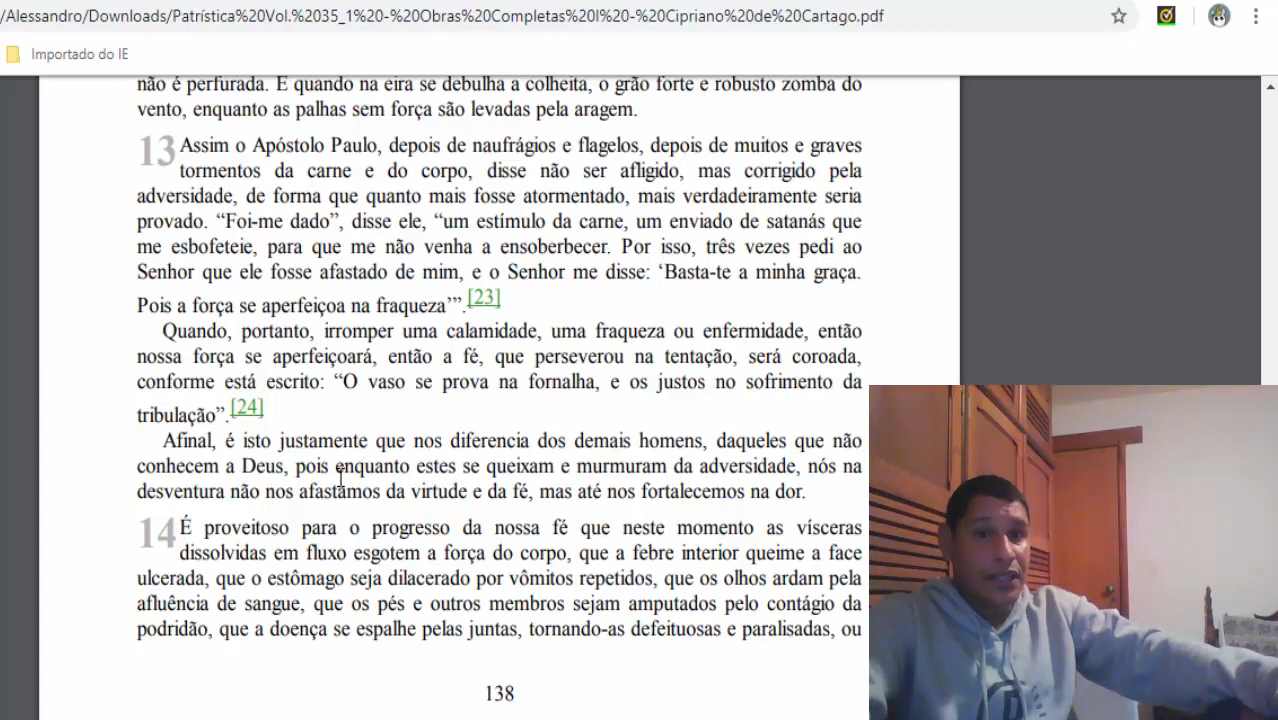 /Alessandro/Downloads/Patrística%20Vol.%2035_1%20-%20Obras%20Completas%20I%20-%20Cipriano%20de%20Cartago.pdf
Importado do IE
não é perfurada. E quando na eira se debulha a colheita, o grão forte e robusto zomba do
vento, enquanto as palhas sem força são levadas pela aragem.
13 Assim o Apóstolo Paulo, depois de naufrágios e flagelos, depois de muitos e graves
tormentos da carne e do corpo, disse não ser afligido, mas corrigido pela
adversidade, de forma que quanto mais fosse atormentado, mais verdadeiramente seria
provado. “Foi-me dado”, disse ele, “um estímulo da carne, um enviado de satanás que
me esbofeteie, para que me não venha a ensoberbecer. Por isso, três vezes pedi ao
Senhor que ele fosse afastado de mim, e o Senhor me disse: ‘Basta-te a minha graça.
Pois a força se aperfeiçoa na fraqueza’”.[23]
Quando, portanto, irromper uma calamidade, uma fraqueza ou enfermidade, então
nossa força se aperfeiçoará, então a fé, que perseverou na tentação, será coroada,
conforme está escrito: “O vaso se prova na fornalha, e os justos no sofrimento da
tribulação”.[24]
Afinal, é isto justamente que nos diferencia dos demais homens, daqueles que não
conhecem a Deus, pois enquanto estes se queixam e murmuram da adversidade, nós na
desventura não nos afastamos da virtude e da fé, mas até nos fortalecemos na dor.
14 É proveitoso para o progresso da nossa fé que neste momento as vísceras
dissolvidas em fluxo esgotem a força do corpo, que a febre interior queime a face
ulcerada, que o estômago seja dilacerado por vômitos repetidos, que os olhos ardam pela
afluência de sangue, que os pés e outros membros sejam amputados pelo contágio da
podridão, que a doença se espalhe pelas juntas, tornando-as defeituosas e paralisadas, ou
138